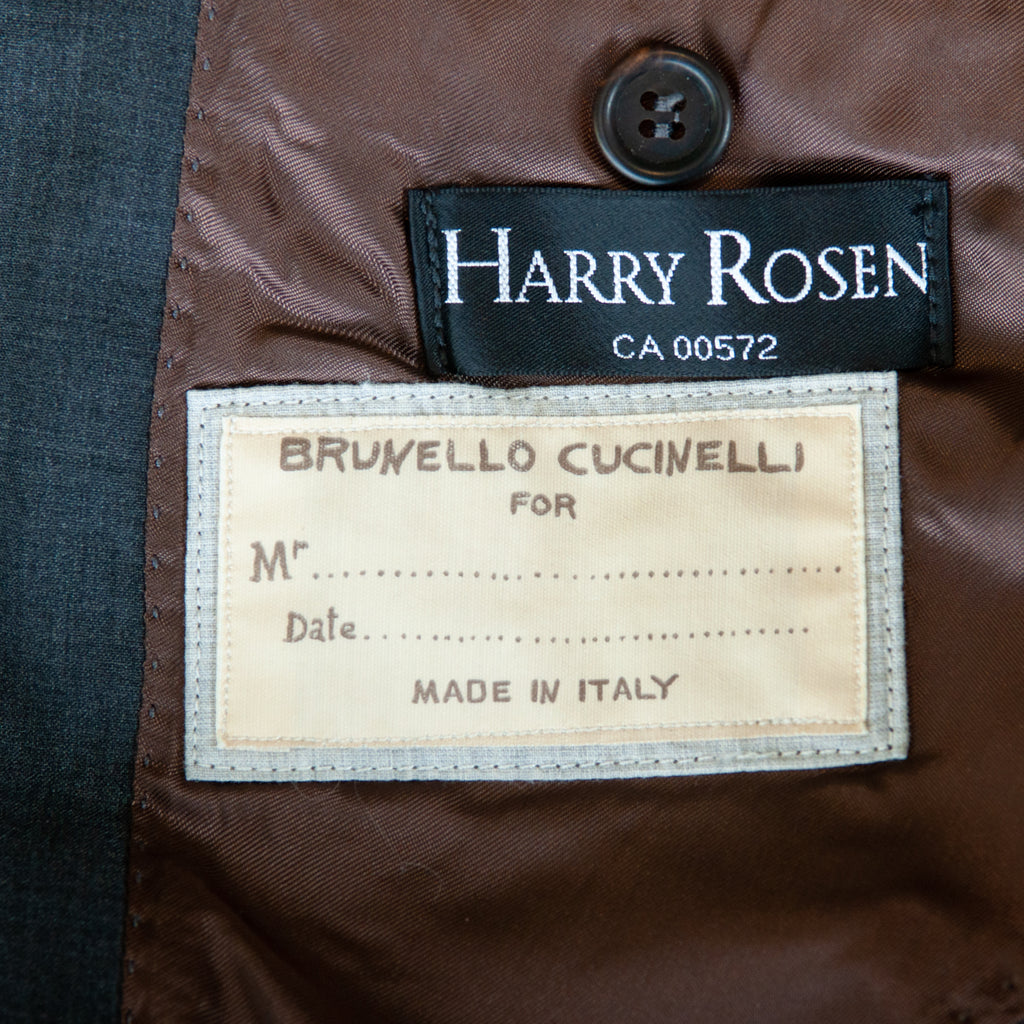 HARRY ROSEN
CA 00572
BRUNELLO CUCINELLI
FOR
Mr................................................
Date..........................................
MADE IN ITALY